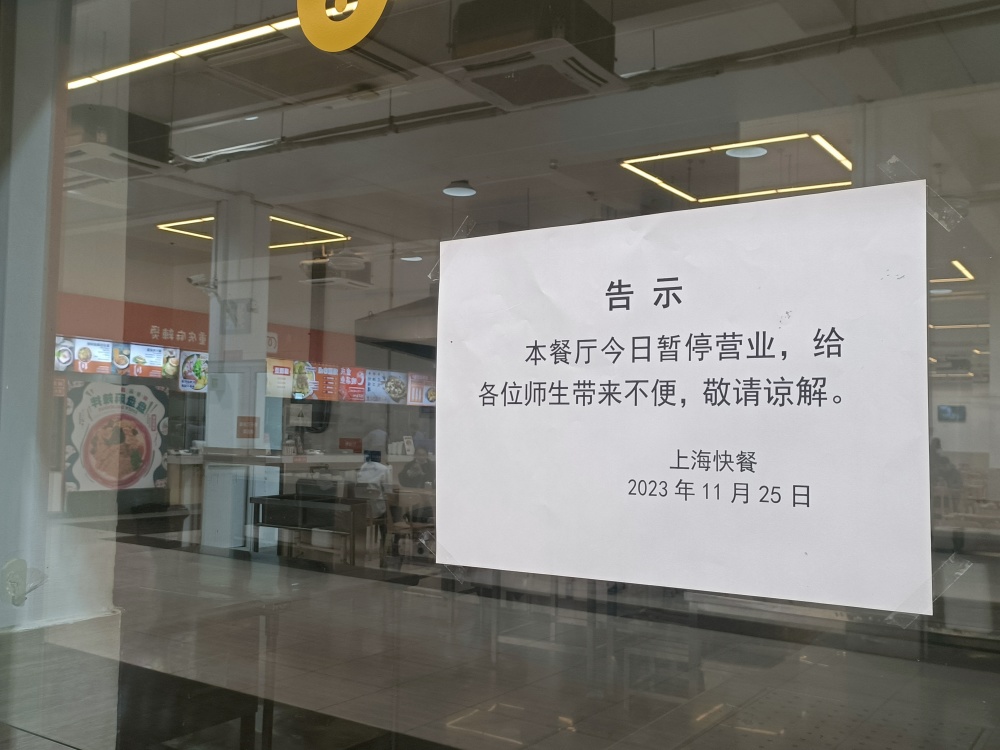 告 示
本餐厅今日暂停营业，给
各位师生带来不便，敬请谅解。
上海快餐
2023 年 11 月 25 日